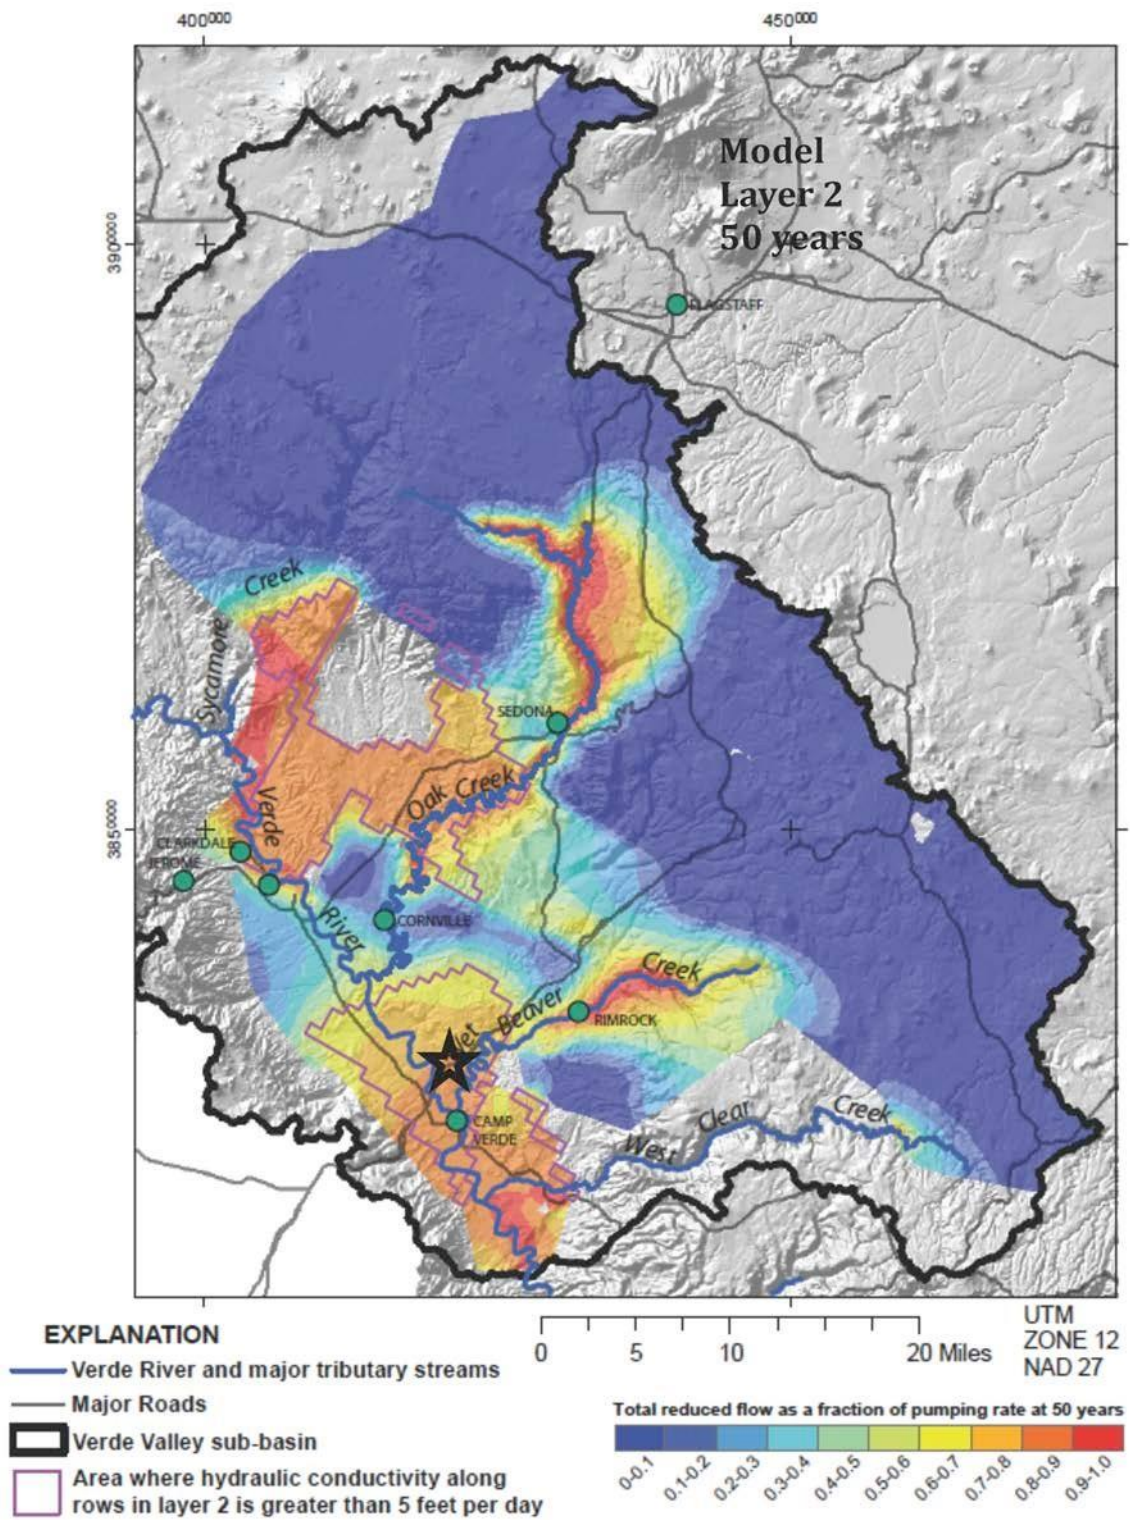 400000
450000
Model
Layer 2
50 years
3900000
FLAGSTAFF
Creek
Sycamore
SEDONA
Oak Creek
Verde
3850000
CLARKDALE
JEROME
River
CORNVILLE
Creek
Beaver
Wet
RIMROCK
CAMP
VERDE
Clear
Creek
West
EXPLANATION
Verde River and major tributary streams
Major Roads
Verde Valley sub-basin
Area where hydraulic conductivity along
rows in layer 2 is greater than 5 feet per day
0 5 10 20 Miles
UTM
ZONE 12
NAD 27
Total reduced flow as a fraction of pumping rate at 50 years
0-0.1 0.1-0.2 0.2-0.3 0.3-0.4 0.4-0.5 0.5-0.6 0.6-0.7 0.7-0.8 0.8-0.9 0.9-1.0